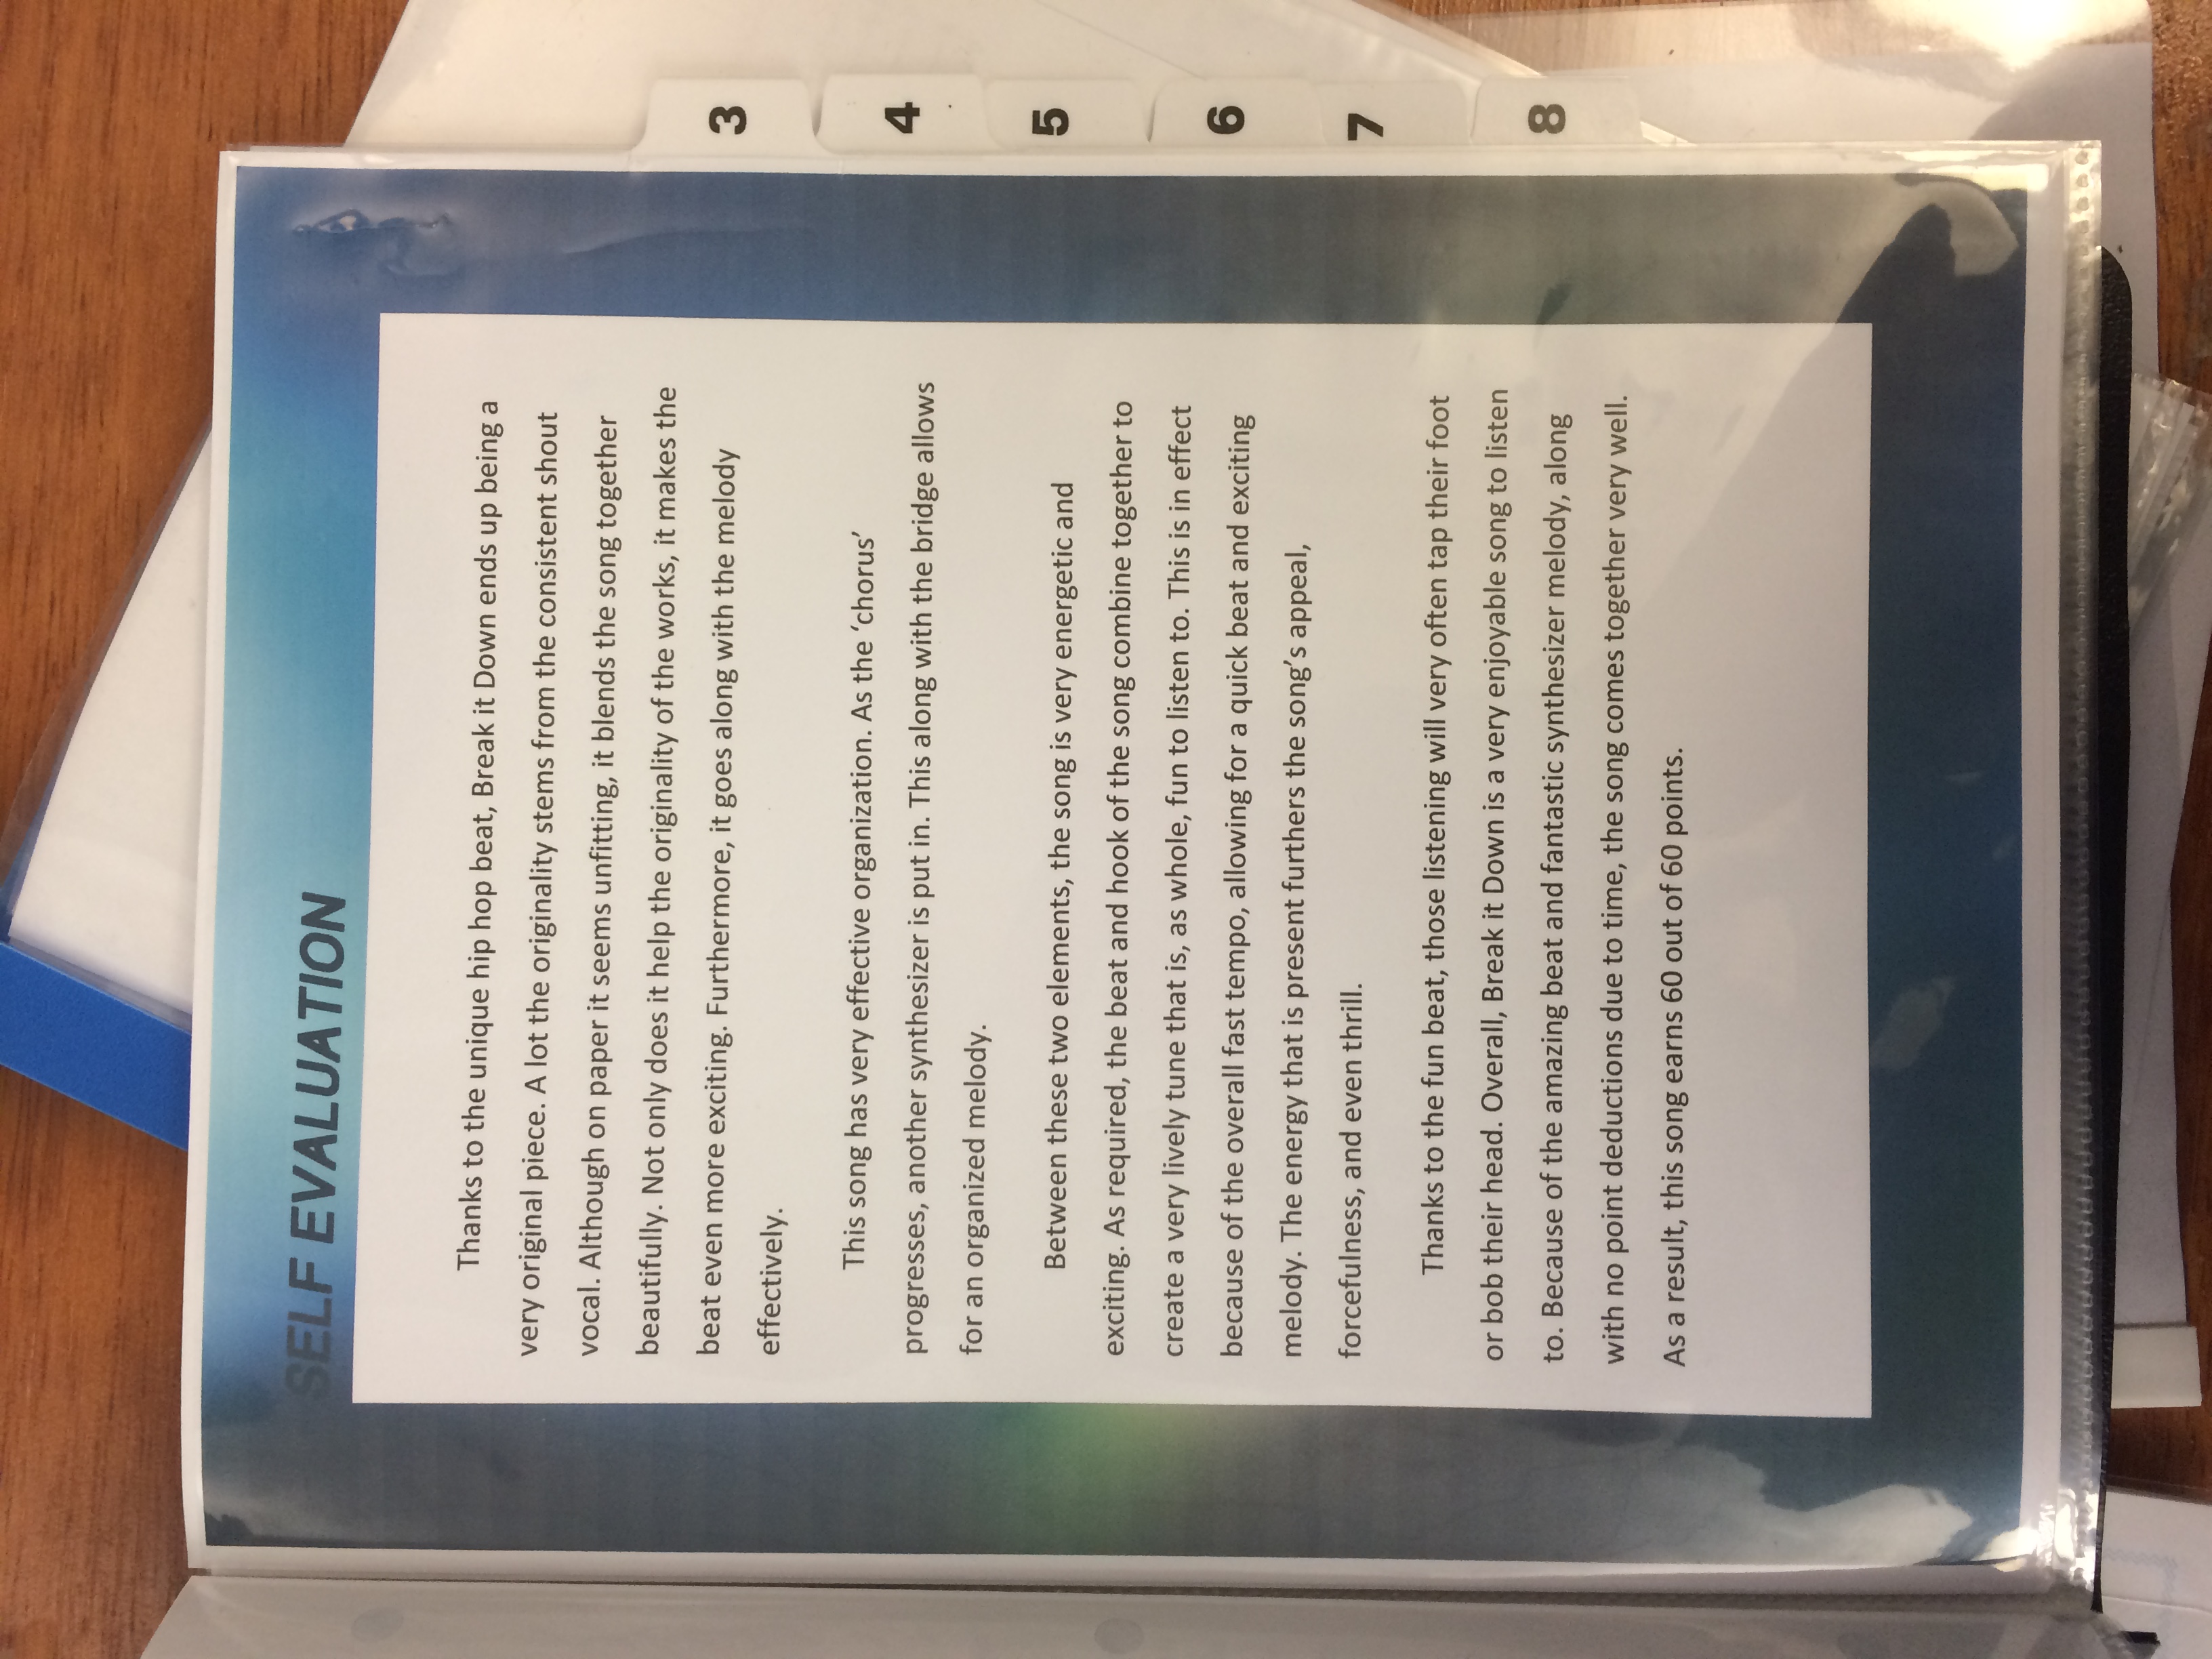 SELF EVALUATION
Thanks to the unique hip hop beat, Break it Down ends up being a
very original piece. A lot the originality stems from the consistent shout
vocal. Although on paper it seems unfitting, it blends the song together
beautifully. Not only does it help the originality of the works, it makes the
beat even more exciting. Furthermore, it goes along with the melody
effectively.
This song has very effective organization. As the ‘chorus’
progresses, another synthesizer is put in. This along with the bridge allows
for an organized melody.
Between these two elements, the song is very energetic and
exciting. As required, the beat and hook of the song combine together to
create a very lively tune that is, as whole, fun to listen to. This is in effect
because of the overall fast tempo, allowing for a quick beat and exciting
melody. The energy that is present furthers the song’s appeal,
forcefulness, and even thrill.
Thanks to the fun beat, those listening will very often tap their foot
or bob their head. Overall, Break it Down is a very enjoyable song to listen
to. Because of the amazing beat and fantastic synthesizer melody, along
with no point deductions due to time, the song comes together very well.
As a result, this song earns 60 out of 60 points.
3
4
5
6
7
8